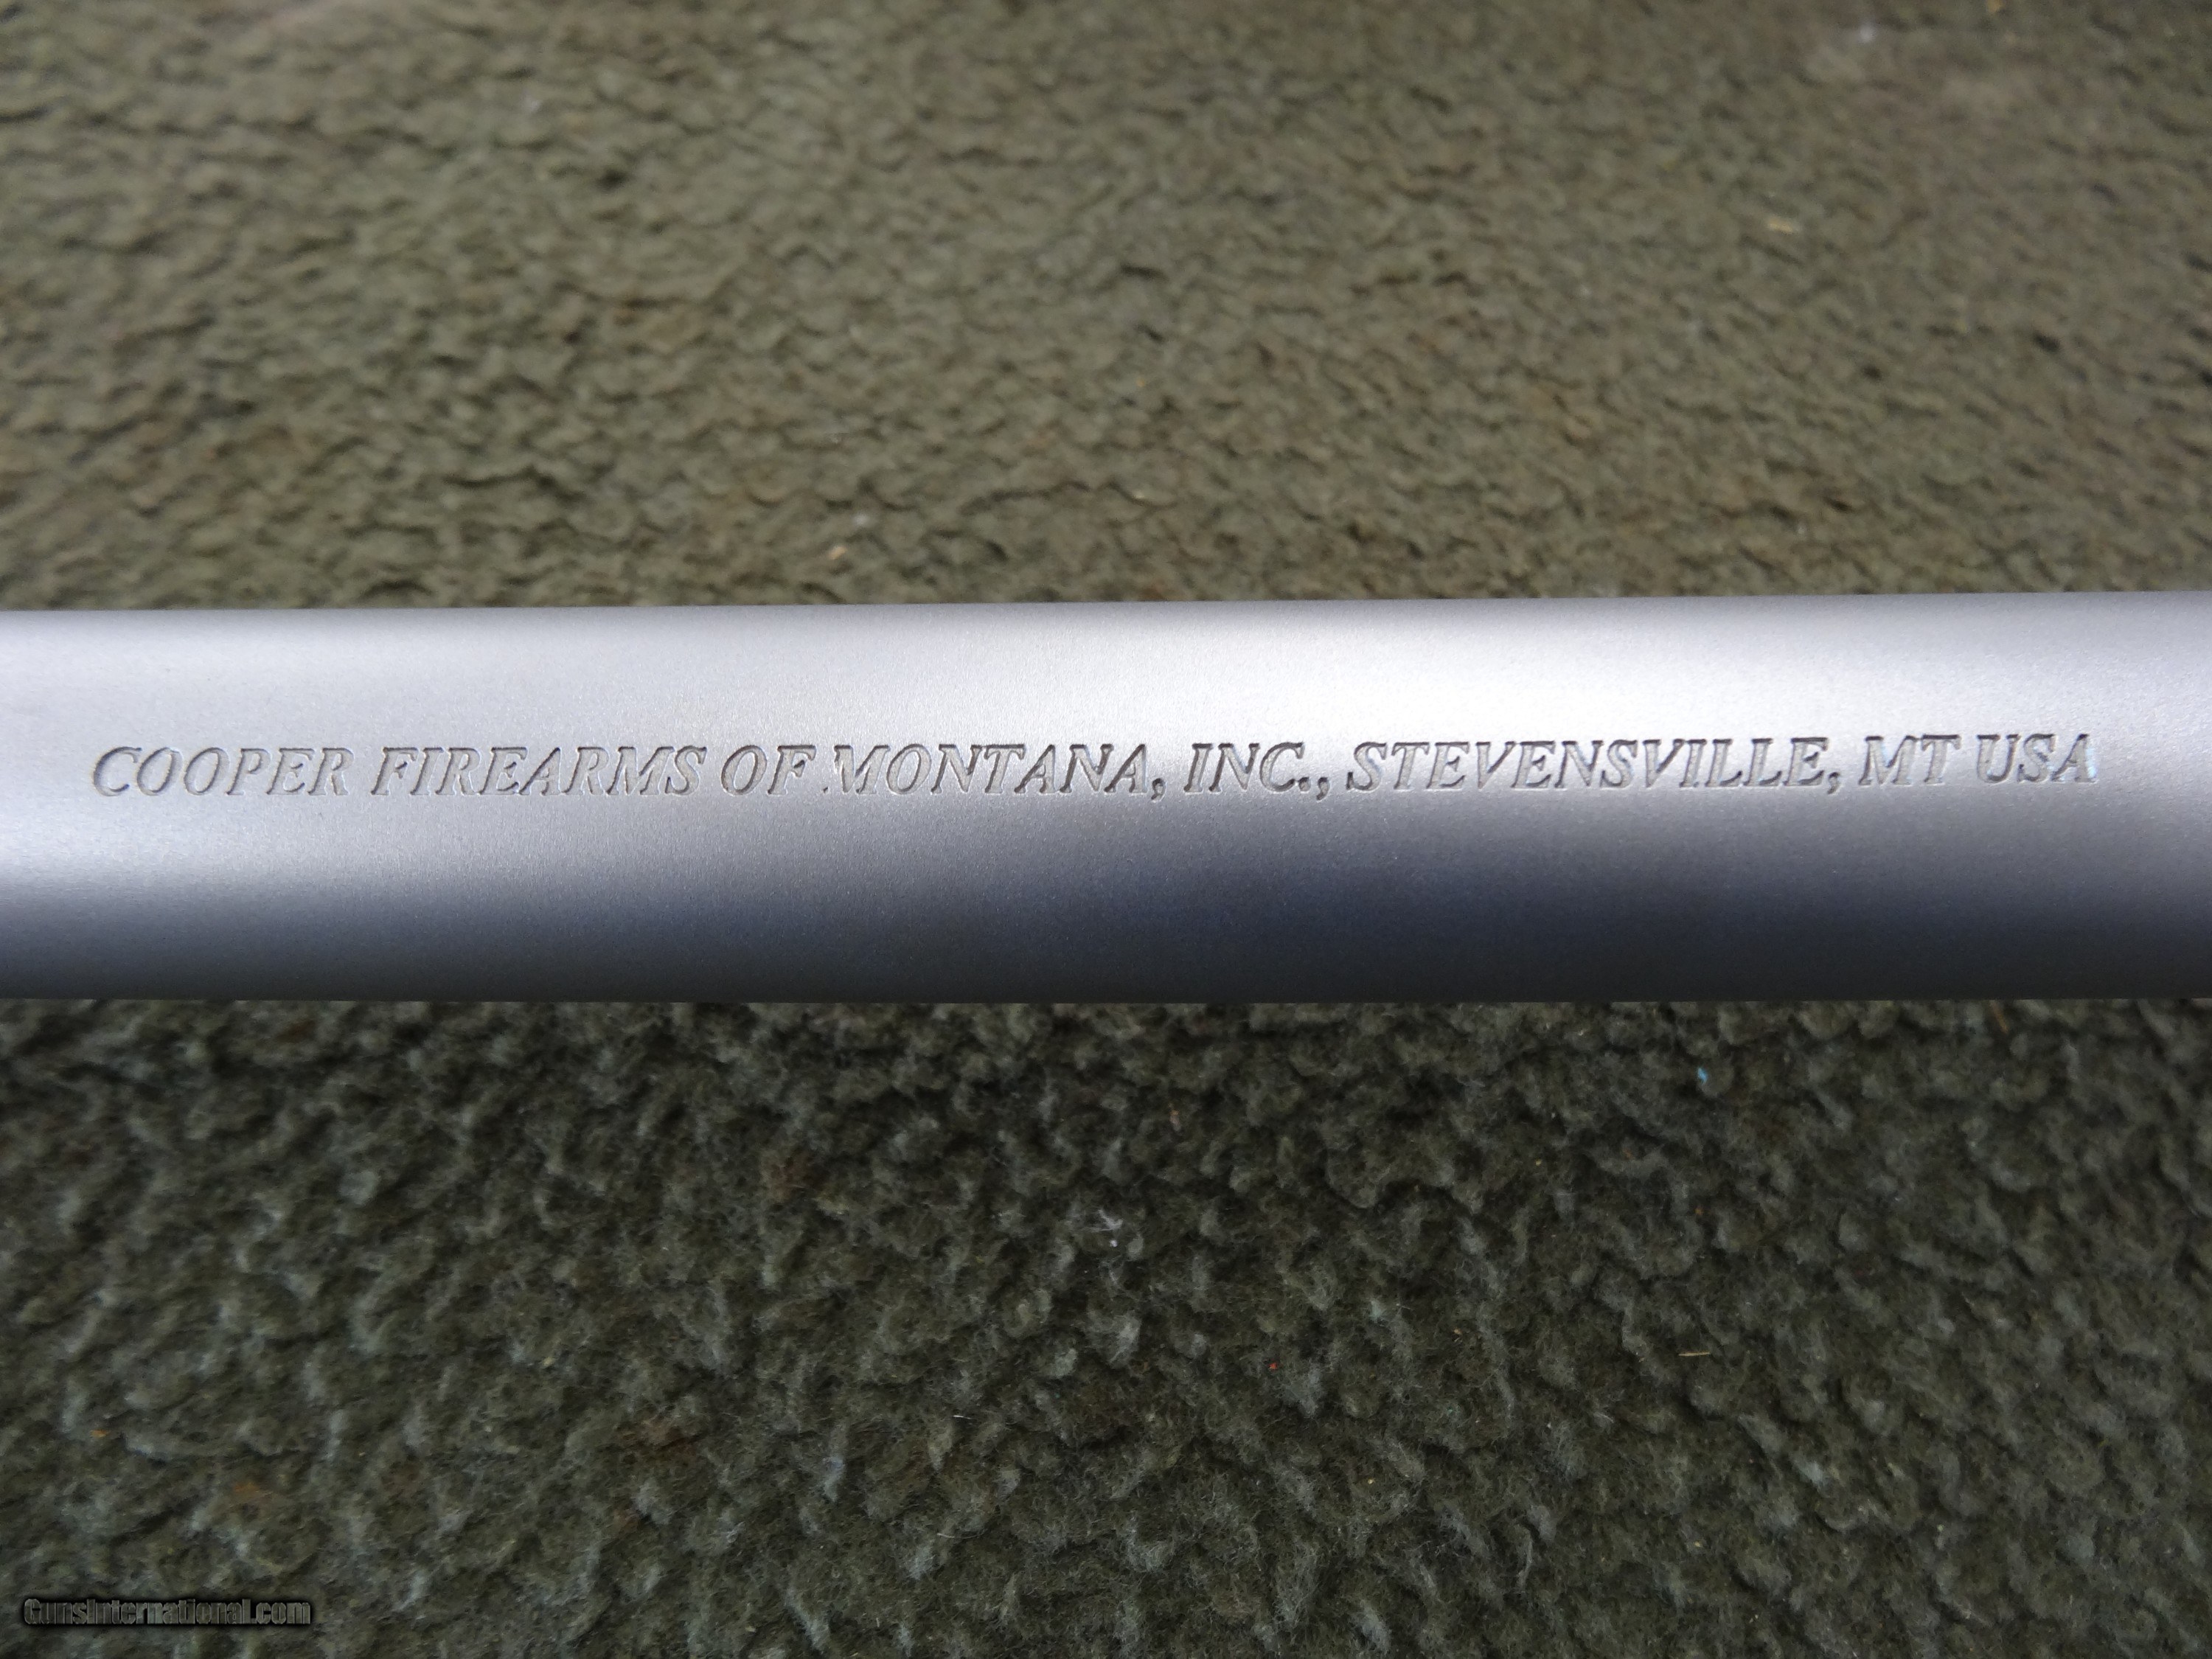 COOPER FIREARMS OF MONTANA, INC., STEVENSVILLE, MT USA
GunsInternational.com